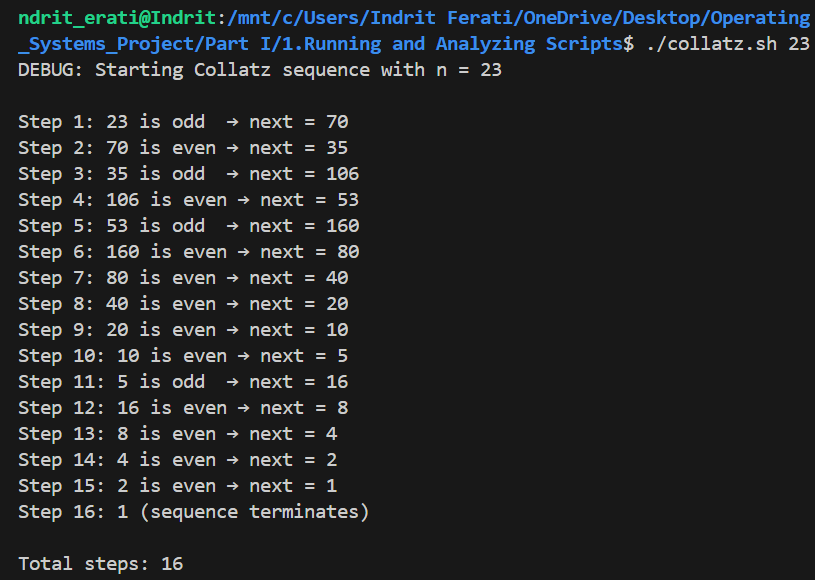 ndrit_erati@Indrit:/mnt/c/Users/Indrit Ferati/OneDrive/Desktop/Operating
_Systems_Project/Part I/1.Running and Analyzing Scripts$ ./collatz.sh 23
DEBUG: Starting Collatz sequence with n = 23
Step 1: 23 is odd  → next = 70
Step 2: 70 is even → next = 35
Step 3: 35 is odd  → next = 106
Step 4: 106 is even → next = 53
Step 5: 53 is odd  → next = 160
Step 6: 160 is even → next = 80
Step 7: 80 is even → next = 40
Step 8: 40 is even → next = 20
Step 9: 20 is even → next = 10
Step 10: 10 is even → next = 5
Step 11: 5 is odd  → next = 16
Step 12: 16 is even → next = 8
Step 13: 8 is even → next = 4
Step 14: 4 is even → next = 2
Step 15: 2 is even → next = 1
Step 16: 1 (sequence terminates)
Total steps: 16